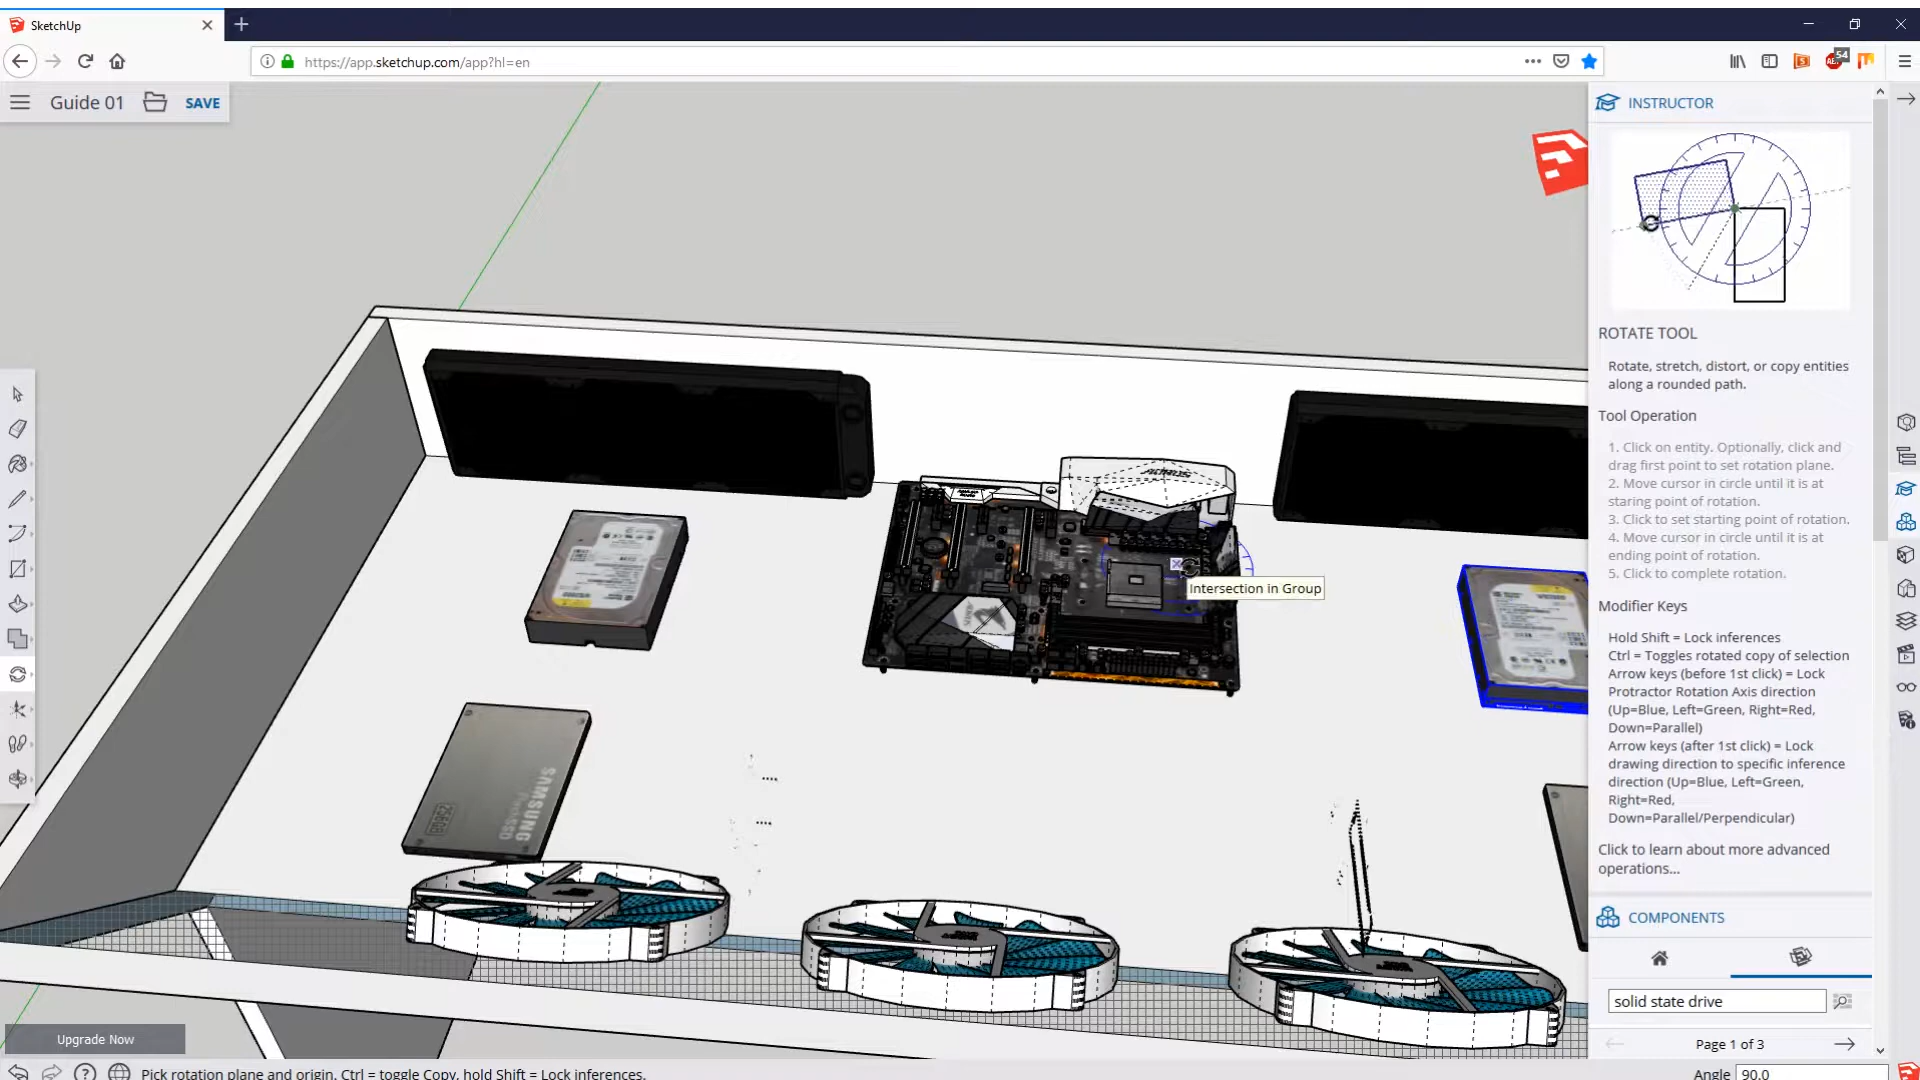 SketchUp
https://app.sketchup.com/app?hl=en
54
Guide 01
SAVE
INSTRUCTOR
ROTATE TOOL
Rotate, stretch, distort, or copy entities
along a rounded path.
Tool Operation
1. Click on entity. Optionally, click and
drag first point to set rotation plane.
2. Move cursor in circle until it is at
staring point of rotation.
3. Click to set starting point of rotation.
4. Move cursor in circle until it is at
ending point of rotation.
5. Click to complete rotation.
Modifier Keys
Hold Shift = Lock inferences
Ctrl = Toggles rotated copy of selection
Arrow keys (before 1st click) = Lock
Protractor Rotation Axis direction
(Up=Blue, Left=Green, Right=Red,
Down=Parallel)
Arrow keys (after 1st click) = Lock
drawing direction to specific inference
direction (Up=Blue, Left=Green,
Right=Red,
Down=Parallel/Perpendicular)
Click to learn about more advanced
operations...
COMPONENTS
solid state drive
Page 1 of 3
Intersection in Group
SAMSUNG
Upgrade Now
Pick rotation plane and origin. Ctrl = toggle Copy, hold Shift = Lock inferences.
Angle 90.0